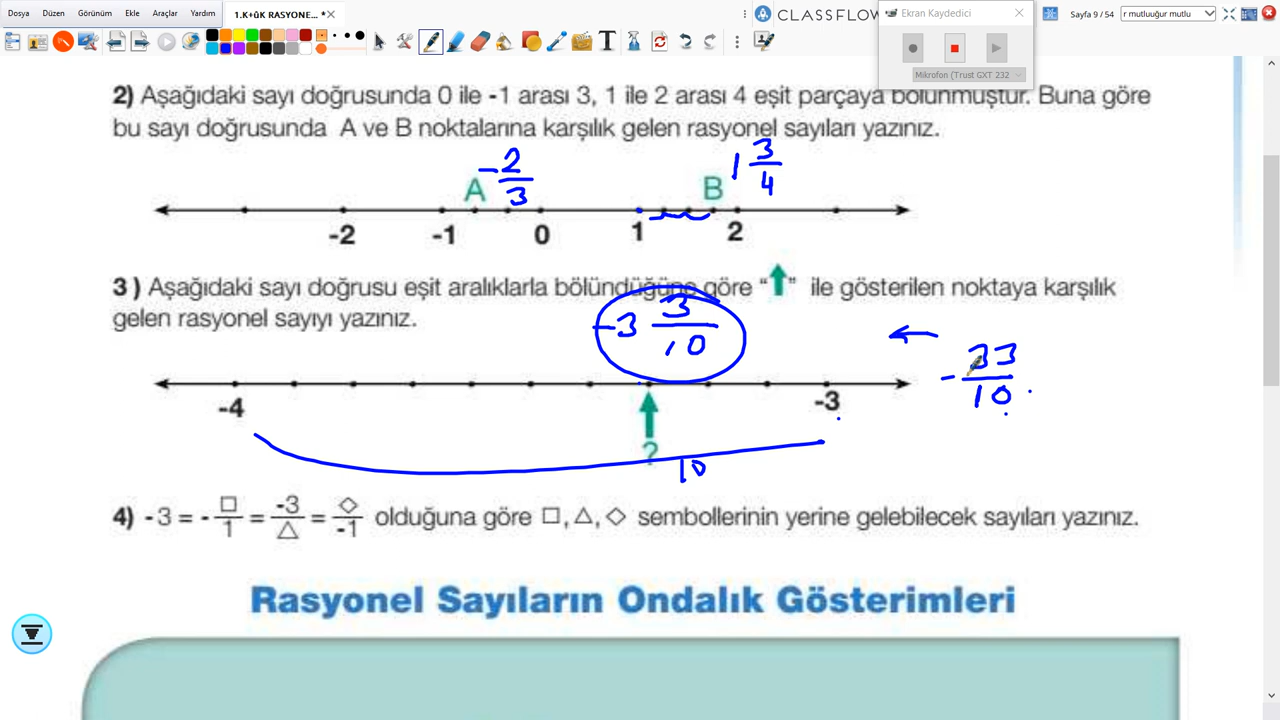 Dosya Düzen Görünüm Ekle Araçlar Yardım
1.K+ûK RASYONE... *
CLASSFLOW
Ekran Kaydedici
Mikrofon (Trust GXT 232
Sayfa 9 / 54
r mutluuğur mutlu
2) Aşağıdaki sayı doğrusunda 0 ile -1 arası 3, 1 ile 2 arası 4 eşit parçaya bölünmüştür. Buna göre
bu sayı doğrusunda A ve B noktalarına karşılık gelen rasyonel sayıları yazınız.
A -2/3 B 1 3/4
-2 -1 0 1 2
3 ) Aşağıdaki sayı doğrusu eşit aralıklarla bölündüğüne göre “↑” ile gösterilen noktaya karşılık
gelen rasyonel sayıyı yazınız.
-3 3/10
-33/10
-4 -3
?
10
4) -3 = -□/1 = -3/△ = ◇/-1 olduğuna göre □, △, ◇ sembollerinin yerine gelebilecek sayıları yazınız.
Rasyonel Sayıların Ondalık Gösterimleri